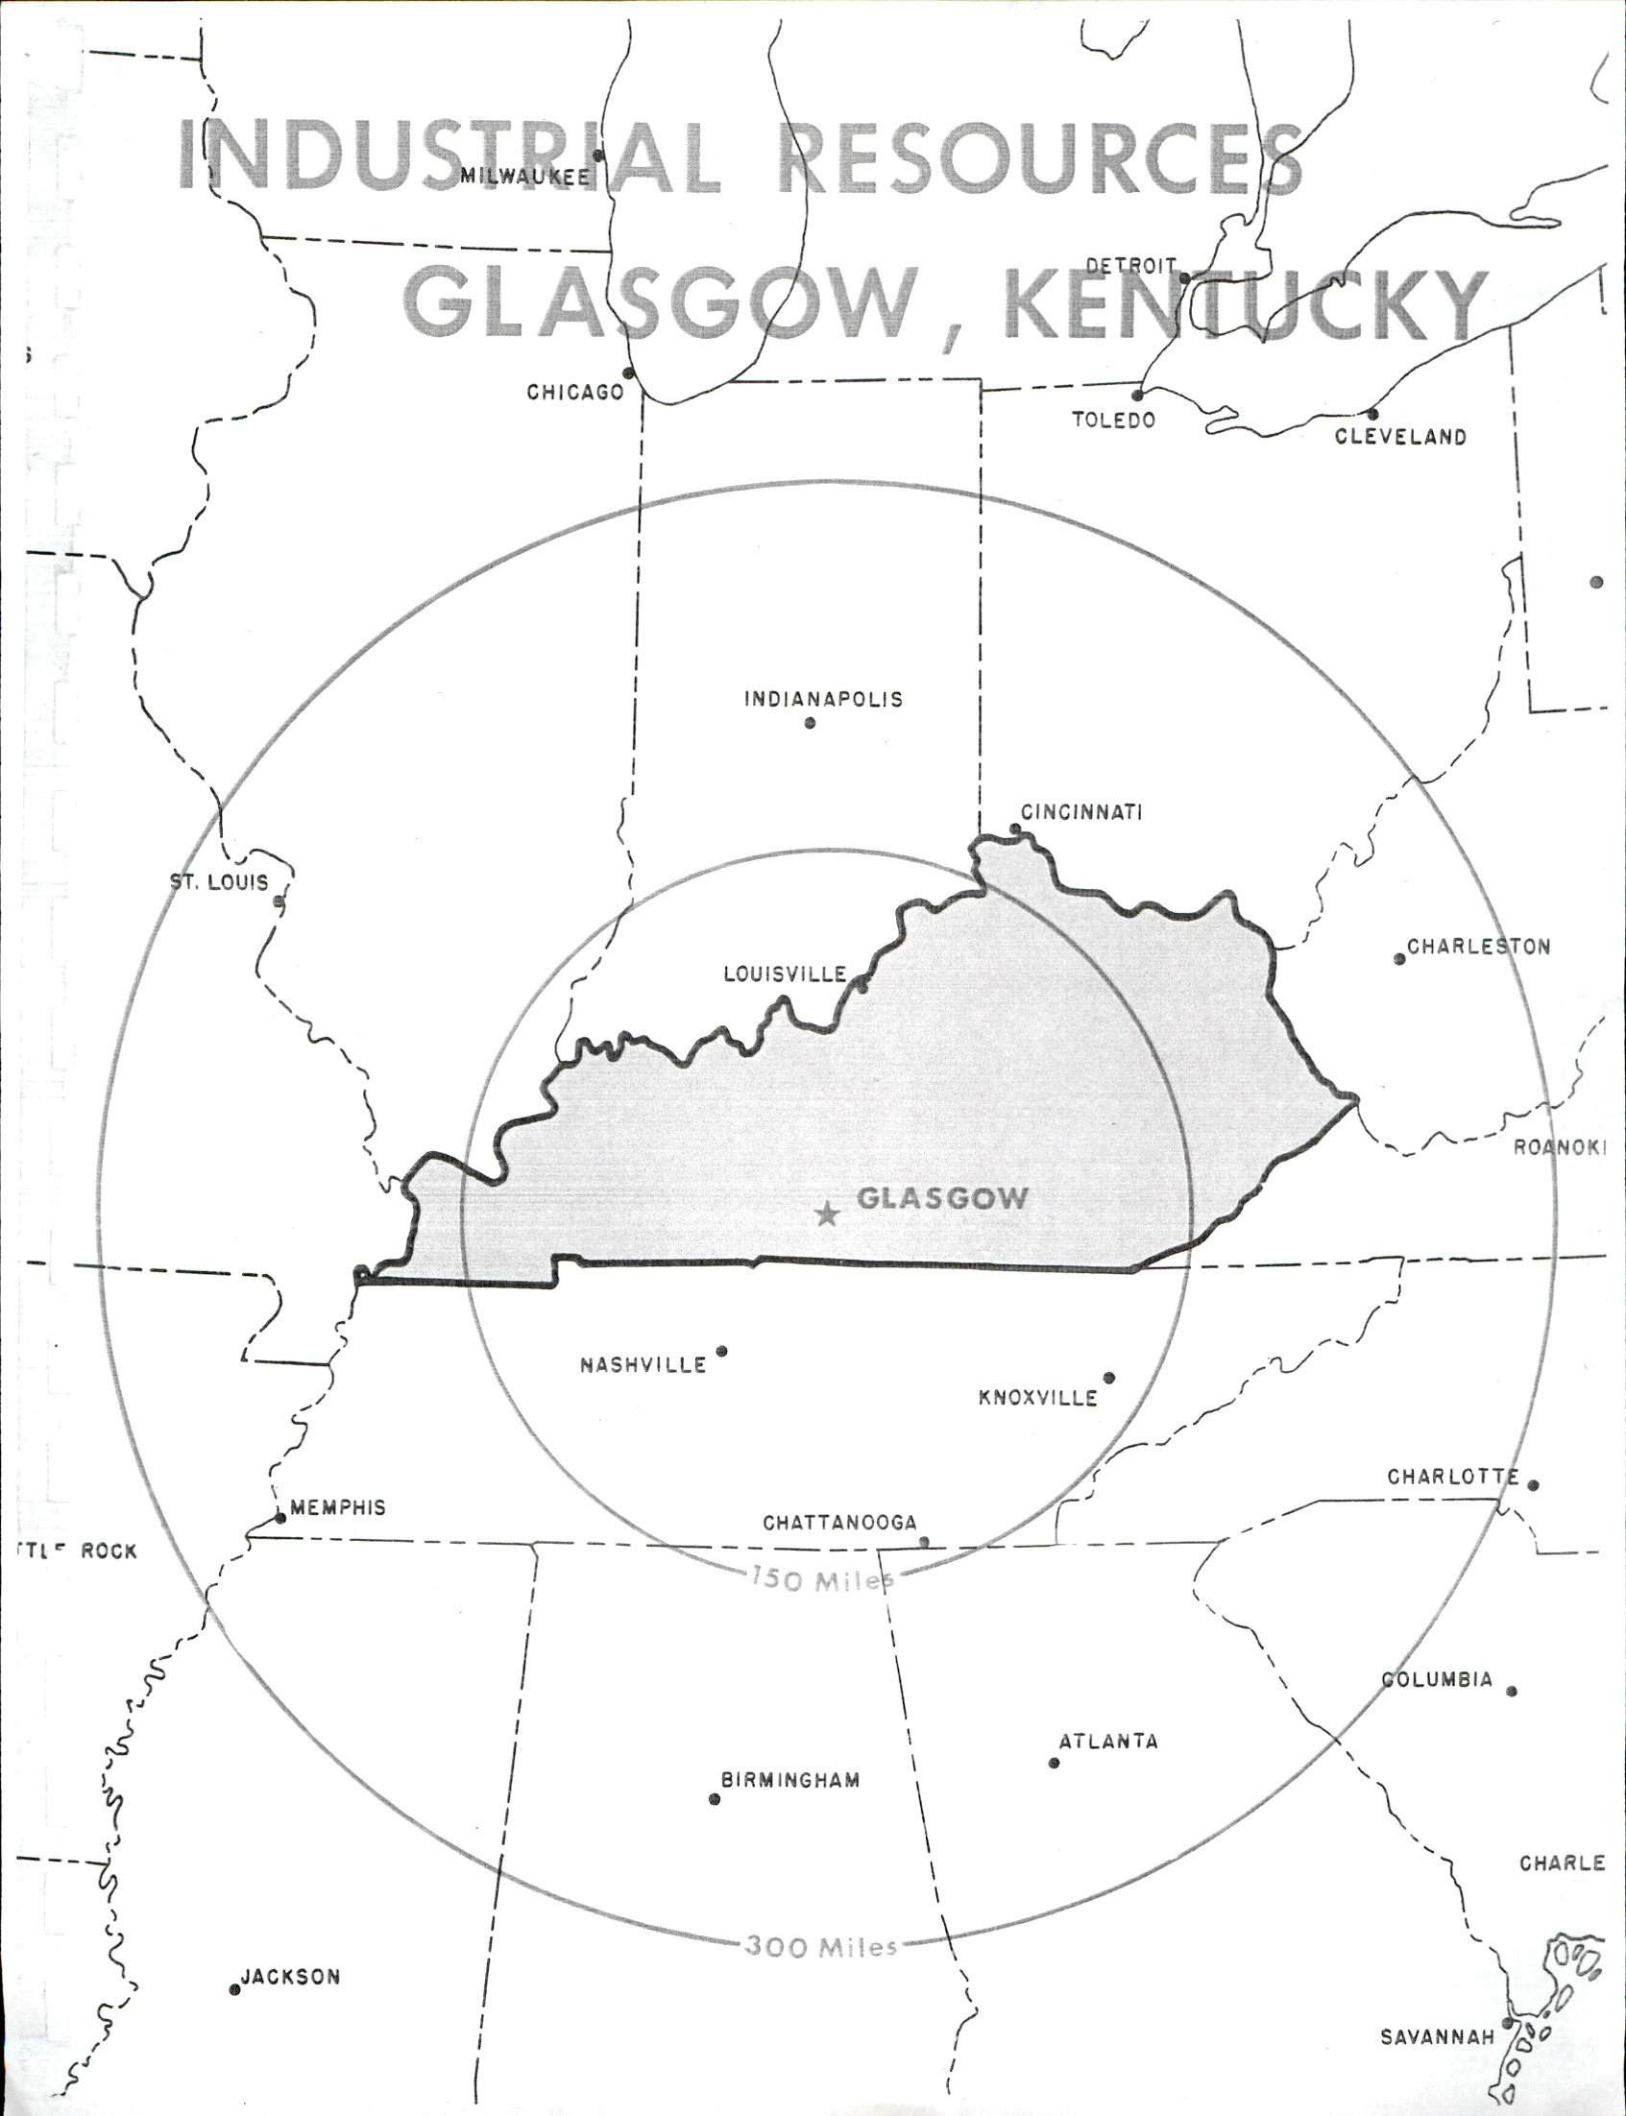 INDUSTRIAL RESOURCES
MILWAUKEE
GLASGOW, KENTUCKY
DETROIT
CHICAGO
TOLEDO
CLEVELAND
INDIANAPOLIS
CINCINNATI
ST. LOUIS
CHARLESTON
LOUISVILLE
ROANOK
GLASGOW
NASHVILLE
KNOXVILLE
CHARLOTTE
MEMPHIS
CHATTANOOGA
ROCK
150 Miles
COLUMBIA
ATLANTA
BIRMINGHAM
CHARLE
300 Miles
JACKSON
SAVANNAH